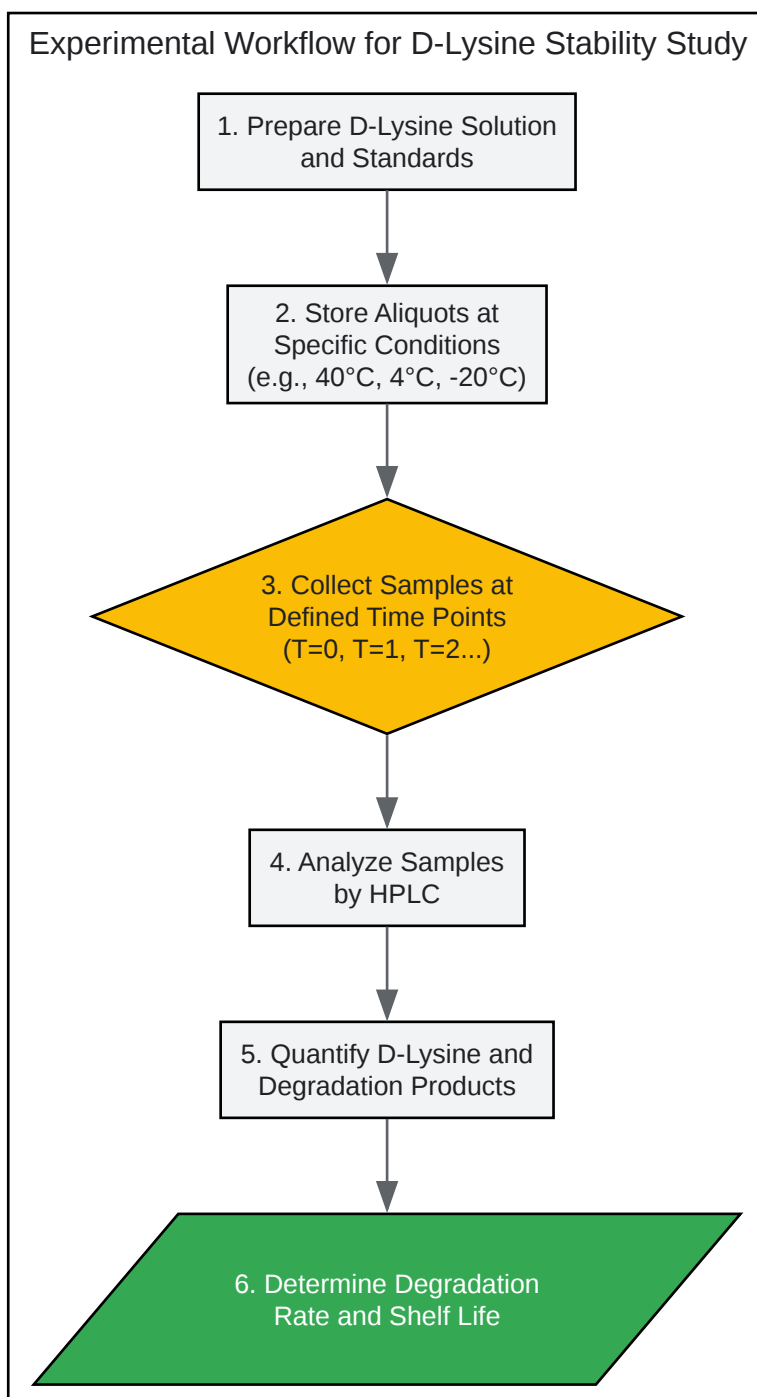 Experimental Workflow for D-Lysine Stability Study
1. Prepare D-Lysine Solution
and Standards
2. Store Aliquots at
Specific Conditions
(e.g., 40°C, 4°C, -20°C)
3. Collect Samples at
Defined Time Points
(T=0, T=1, T=2...)
4. Analyze Samples
by HPLC
5. Quantify D-Lysine and
Degradation Products
6. Determine Degradation
Rate and Shelf Life